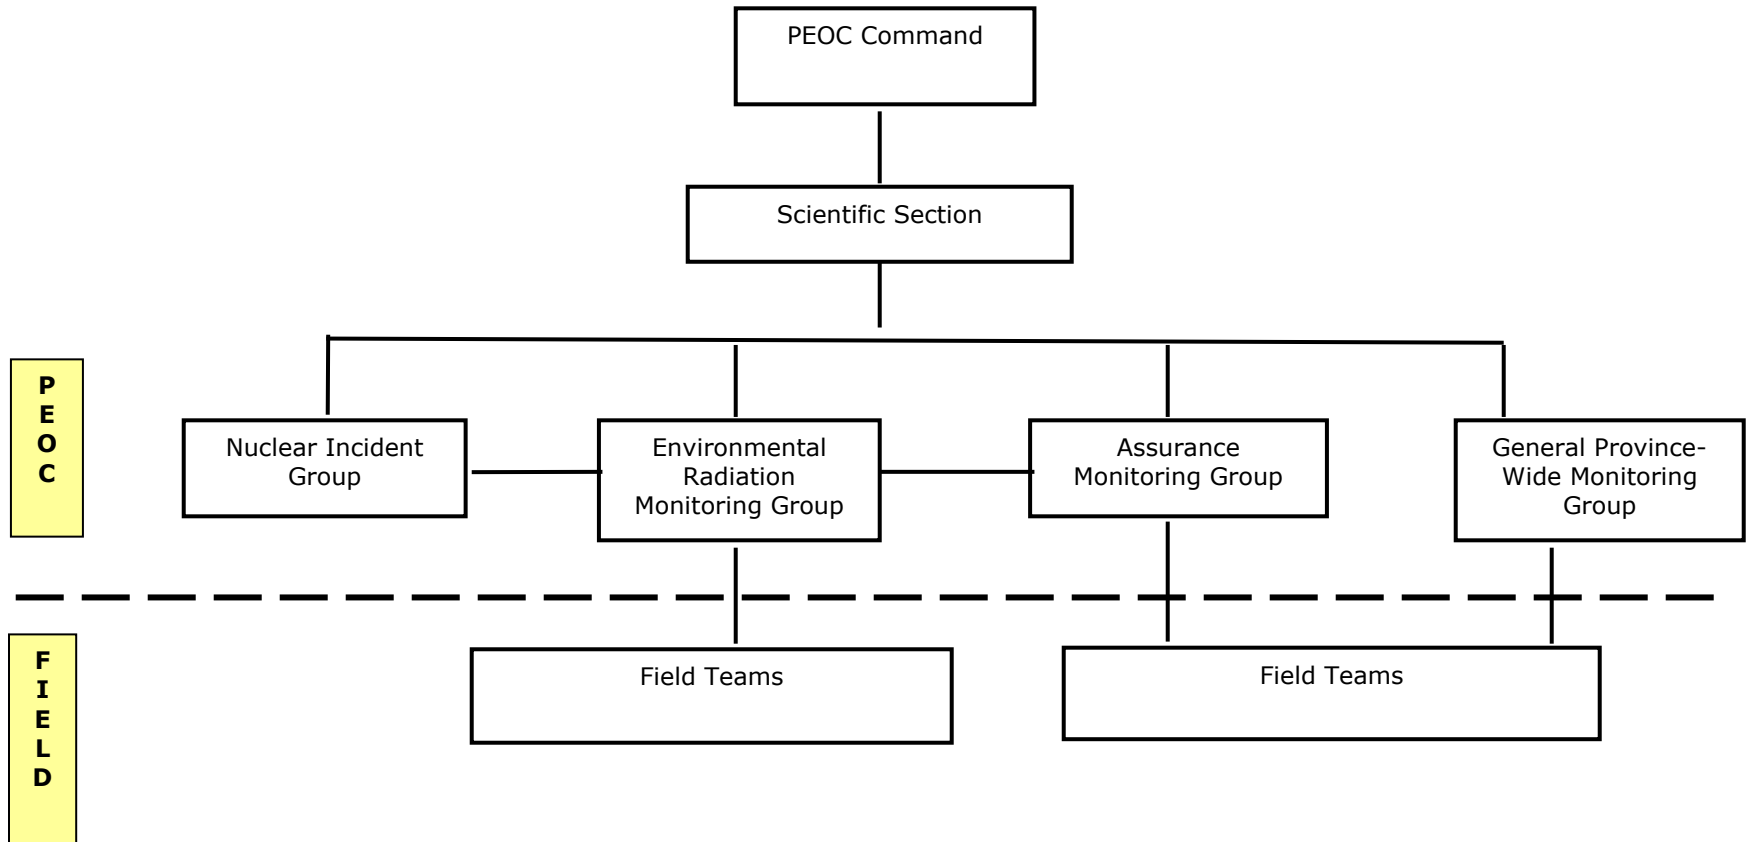 PEOC Command
Scientific Section
P
E
O
C
Nuclear Incident
Group
Environmental
Radiation
Monitoring Group
Assurance
Monitoring Group
General Province-
Wide Monitoring
Group
F
I
E
L
D
Field Teams
Field Teams